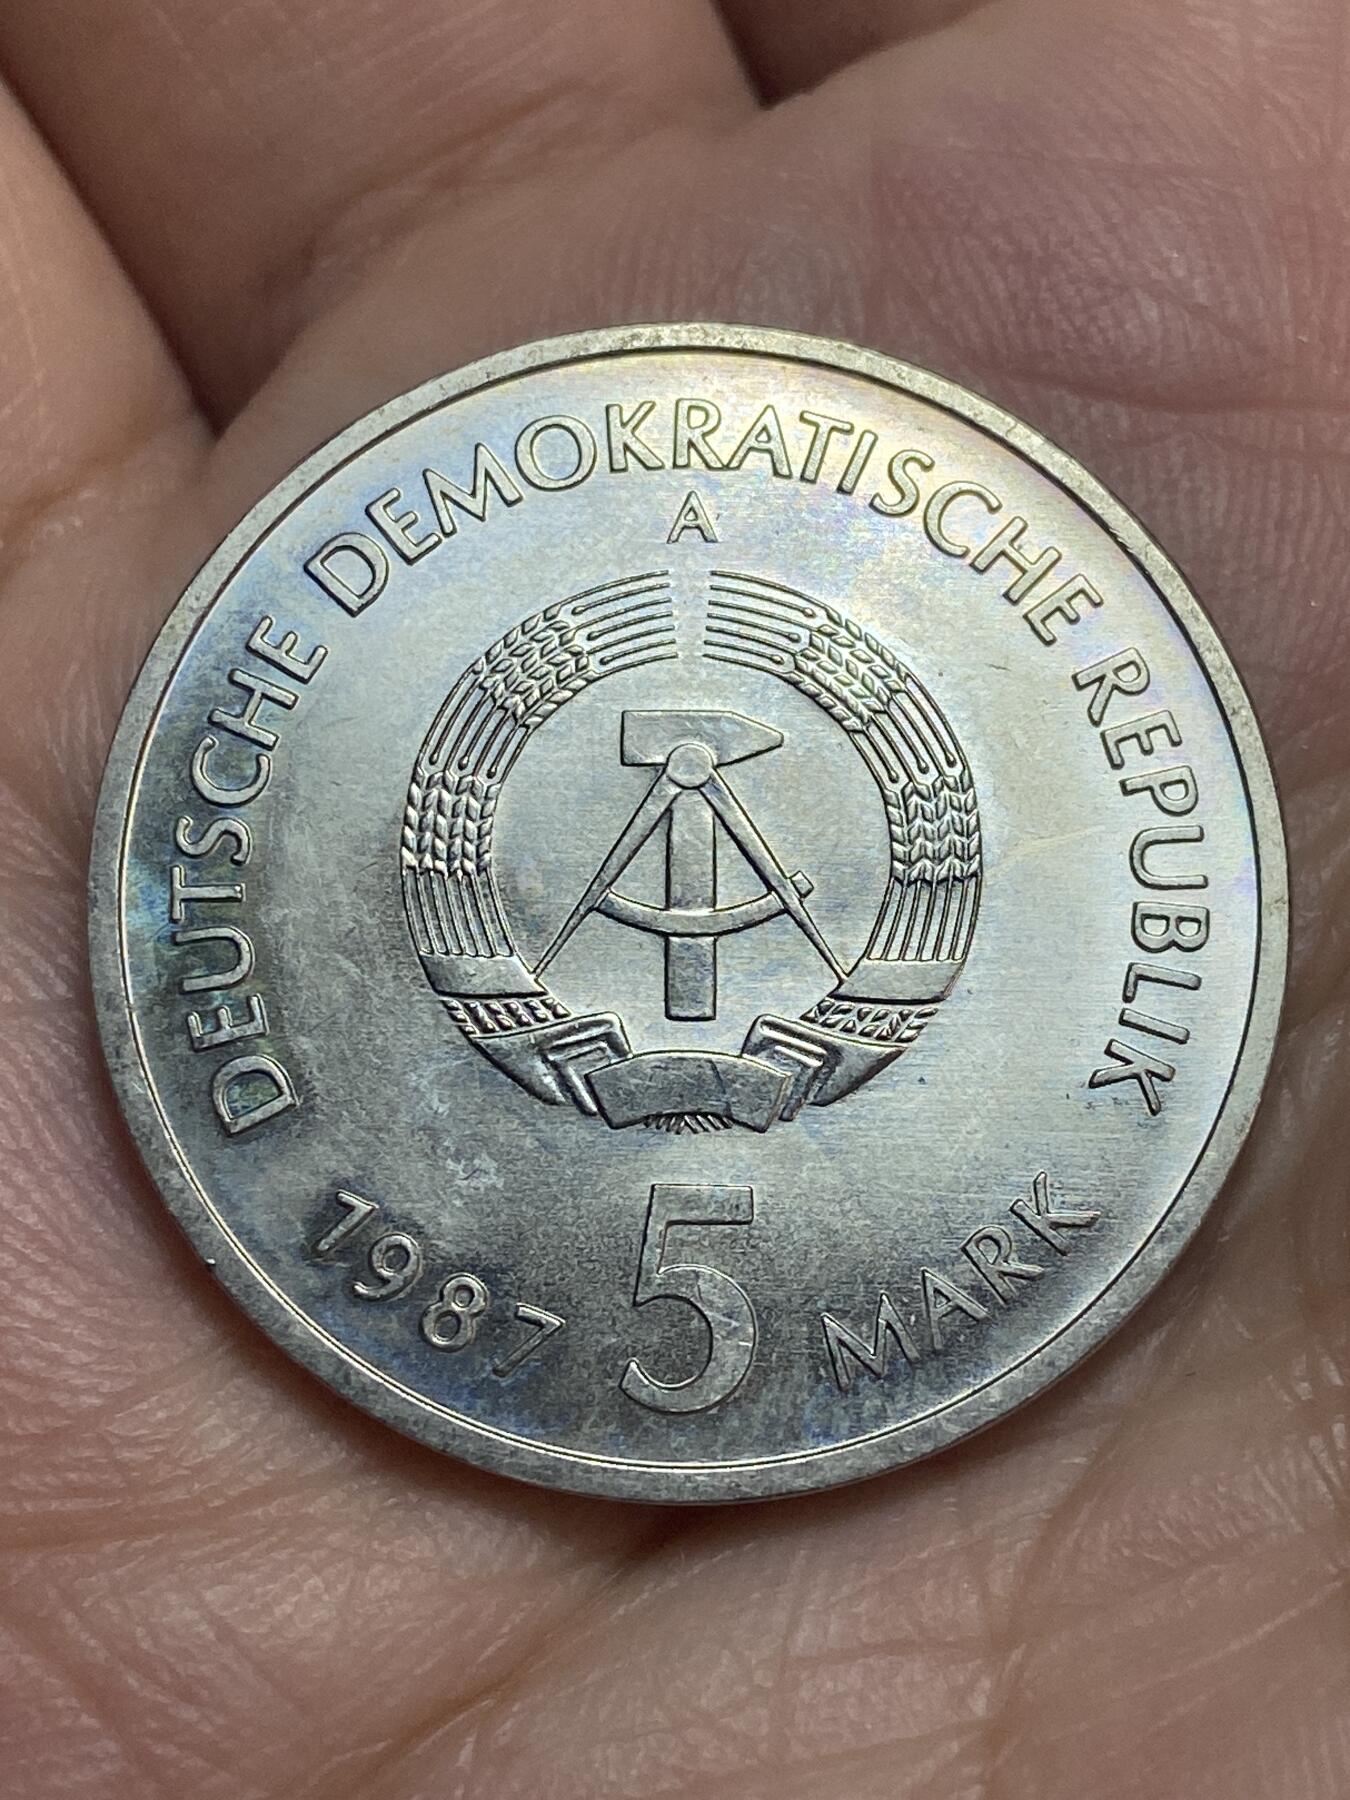 DEUTSCHE DEMOKRATISCHE REPUBLIK
A
1987 5 MARK